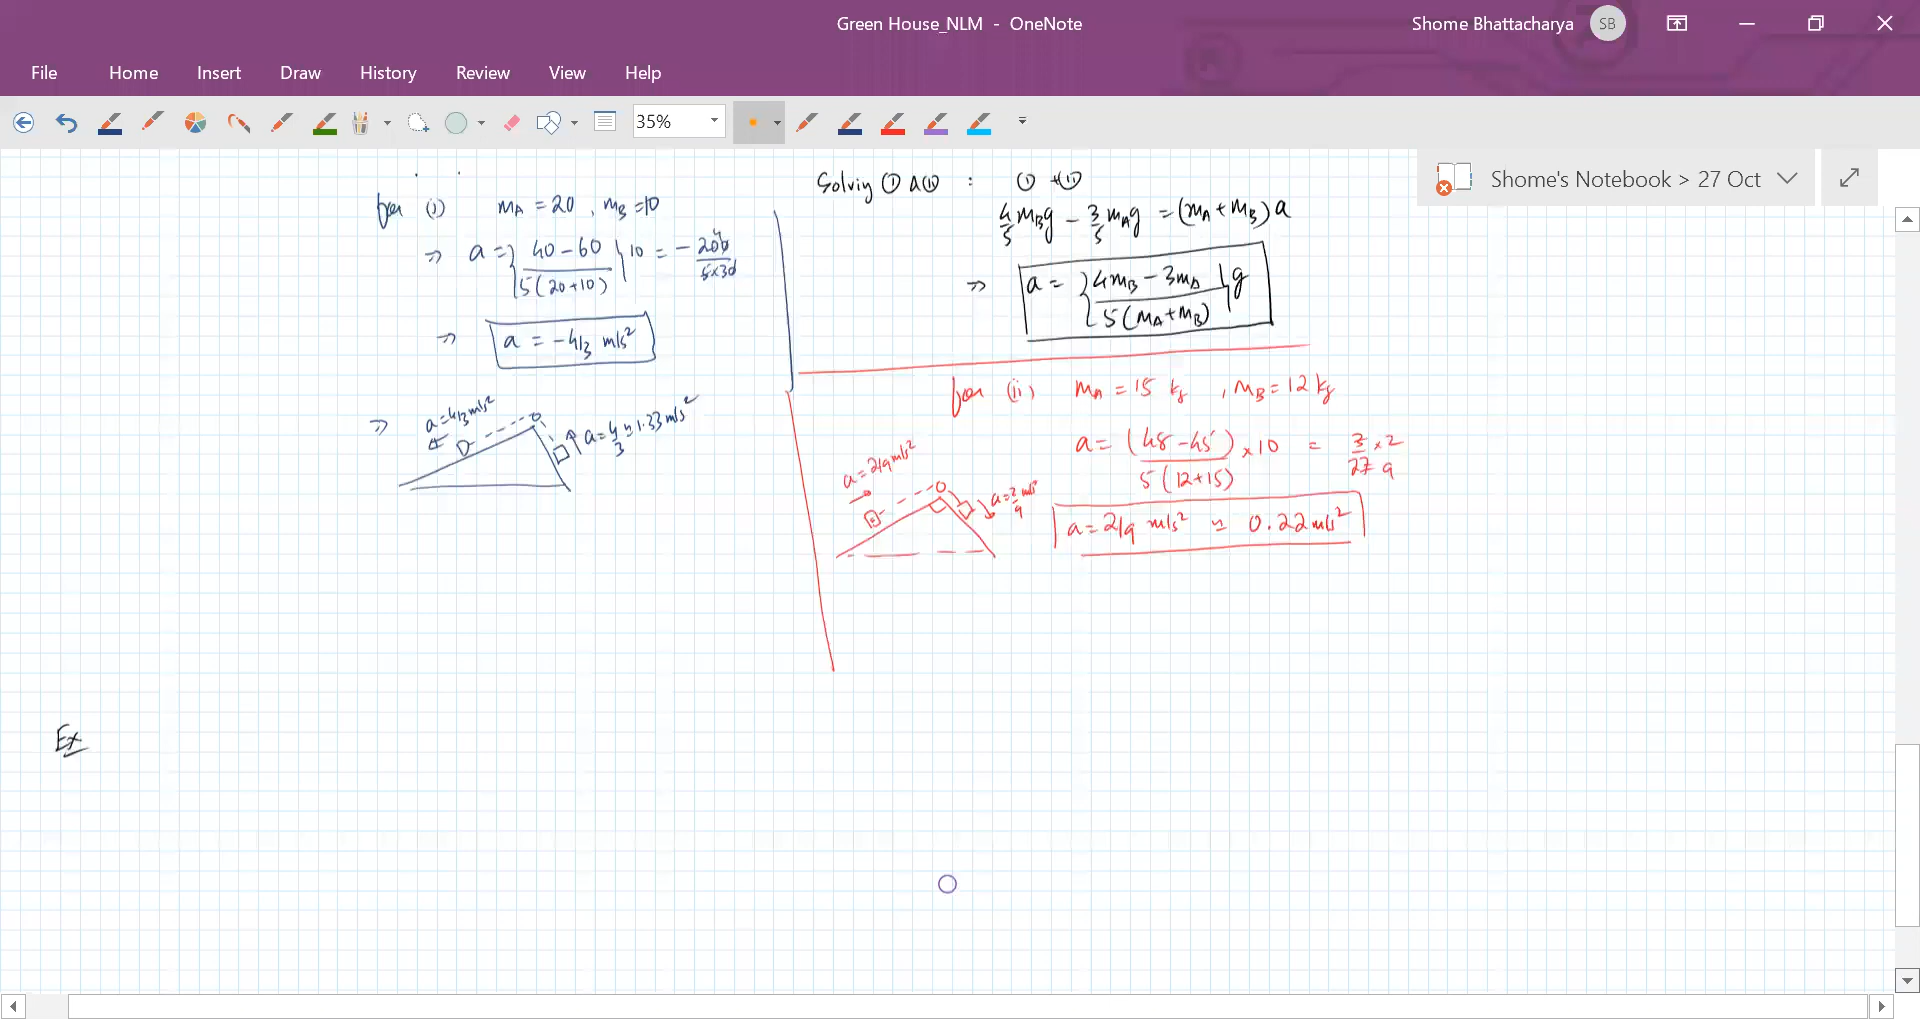 Green House_NLM - OneNote
Shome Bhattacharya SB
File Home Insert Draw History Review View Help
35%
Shome's Notebook > 27 Oct
for (i) mA = 20 , mB = 10
⇒ a = { 40 - 60 / 5(20+10) } 10 = - 200 / 5×30
⇒ a = -4/3 m/s²
⇒ a = 4/3 m/s²
a = 4/3 ≈ 1.33 m/s²
Solving ① & ⑪ : ① + ⑪
4/5 mBg - 3/5 mAg = (mA + mB) a
⇒ a = { 4mB - 3mA / 5(mA + mB) } g
for (ii) mA = 15 kg , mB = 12 kg
a = (48 - 45) / 5(12+15) × 10 = 3/27 × 2
a = 2/9 m/s²
a = 2/9 m/s²
a = 2/9 m/s² ≈ 0.22 m/s²
Ex